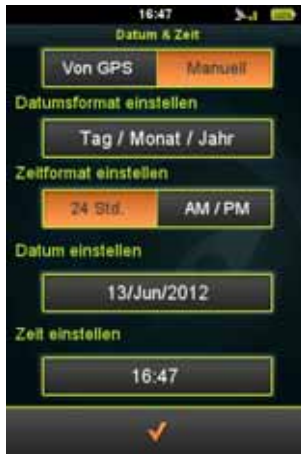 16:47
Datum & Zeit
Von GPS Manuell
Datumsformat einstellen
Tag / Monat / Jahr
Zeitformat einstellen
24 Std. AM / PM
Datum einstellen
13/Jun/2012
Zeit einstellen
16:47